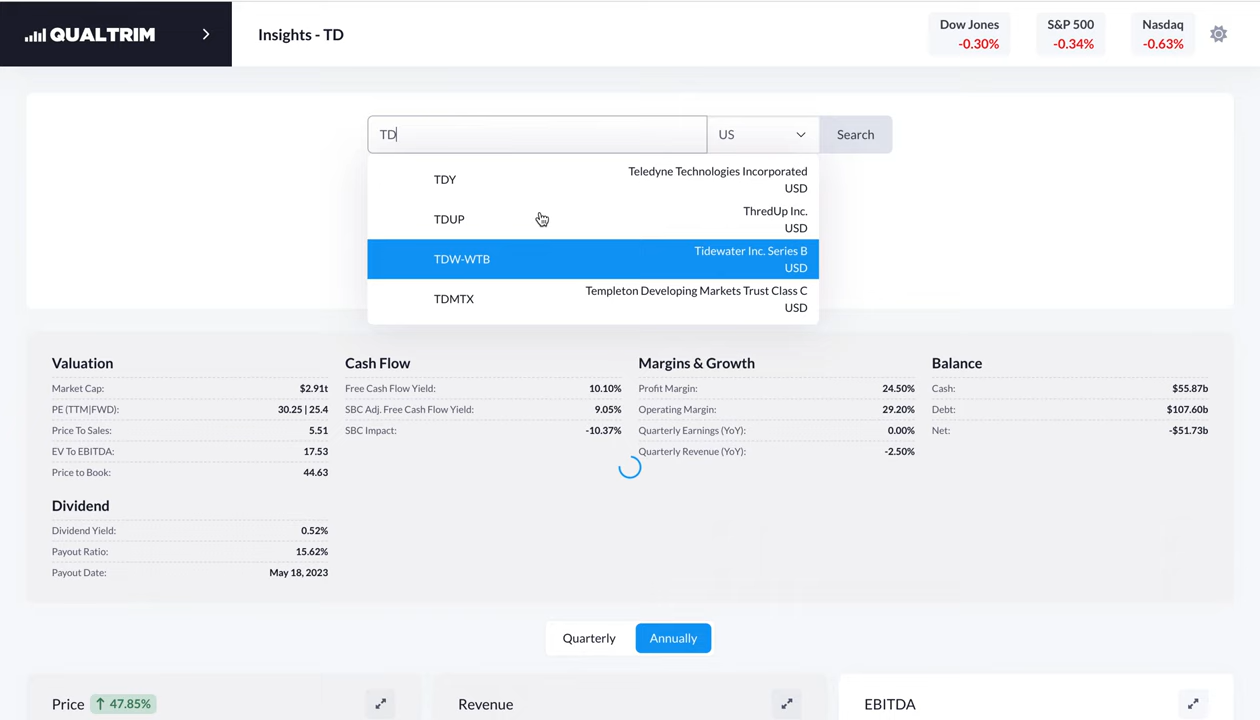 QUALTRIM
Insights - TD
Dow Jones
-0.30%
S&P 500
-0.34%
Nasdaq
-0.63%
TD
US
Search
TDY
Teledyne Technologies Incorporated
USD
TDUP
ThredUp Inc.
USD
TDW-WTB
Tidewater Inc. Series B
USD
TDMTX
Templeton Developing Markets Trust Class C
USD
Valuation
Market Cap: $2.91t
PE (TTM|FWD): 30.25 | 25.4
Price To Sales: 5.51
EV To EBITDA: 17.53
Price to Book: 44.63
Cash Flow
Free Cash Flow Yield: 10.10%
SBC Adj. Free Cash Flow Yield: 9.05%
SBC Impact: -10.37%
Margins & Growth
Profit Margin: 24.50%
Operating Margin: 29.20%
Quarterly Earnings (YoY): 0.00%
Quarterly Revenue (YoY): -2.50%
Balance
Cash: $55.87b
Debt: $107.60b
Net: -$51.73b
Dividend
Dividend Yield: 0.52%
Payout Ratio: 15.62%
Payout Date: May 18, 2023
Quarterly
Annually
Price ↑ 47.85%
Revenue
EBITDA